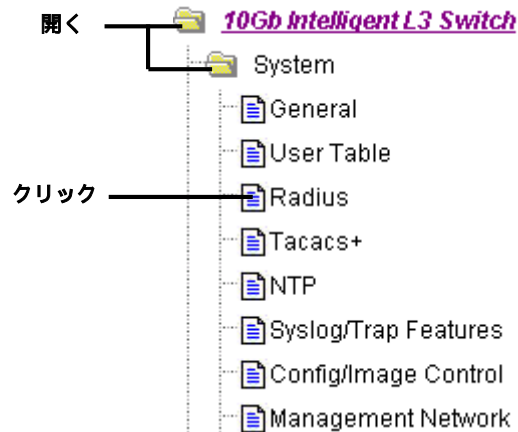 開く
10Gb Intelligent L3 Switch
System
General
User Table
クリック
Radius
Tacacs+
NTP
Syslog/Trap Features
Config/Image Control
Management Network